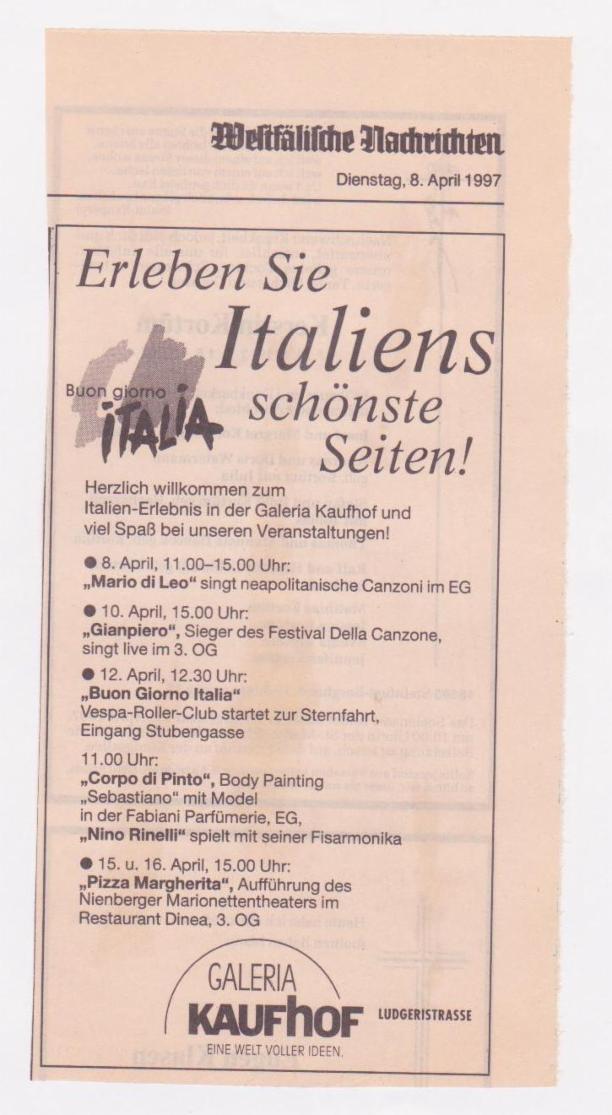 Westfälische Nachrichten
Dienstag, 8. April 1997
Erleben Sie
Italiens
schönste
Seiten!
Buon giorno
ITALIA
Herzlich willkommen zum
Italien-Erlebnis in der Galeria Kaufhof und
viel Spaß bei unseren Veranstaltungen!
● 8. April, 11.00–15.00 Uhr:
„Mario di Leo“ singt neapolitanische Canzoni im EG
● 10. April, 15.00 Uhr:
„Gianpiero“, Sieger des Festival Della Canzone,
singt live im 3. OG
● 12. April, 12.30 Uhr:
„Buon Giorno Italia“
Vespa-Roller-Club startet zur Sternfahrt,
Eingang Stubengasse
11.00 Uhr:
„Corpo di Pinto“, Body Painting
„Sebastiano“ mit Model
in der Fabiani Parfümerie, EG,
„Nino Rinelli“ spielt mit seiner Fisarmonika
● 15. u. 16. April, 15.00 Uhr:
„Pizza Margherita“, Aufführung des
Nienberger Marionettentheaters im
Restaurant Dinea, 3. OG
GALERIA
KAUFhOF
LUDGERISTRASSE
EINE WELT VOLLER IDEEN.